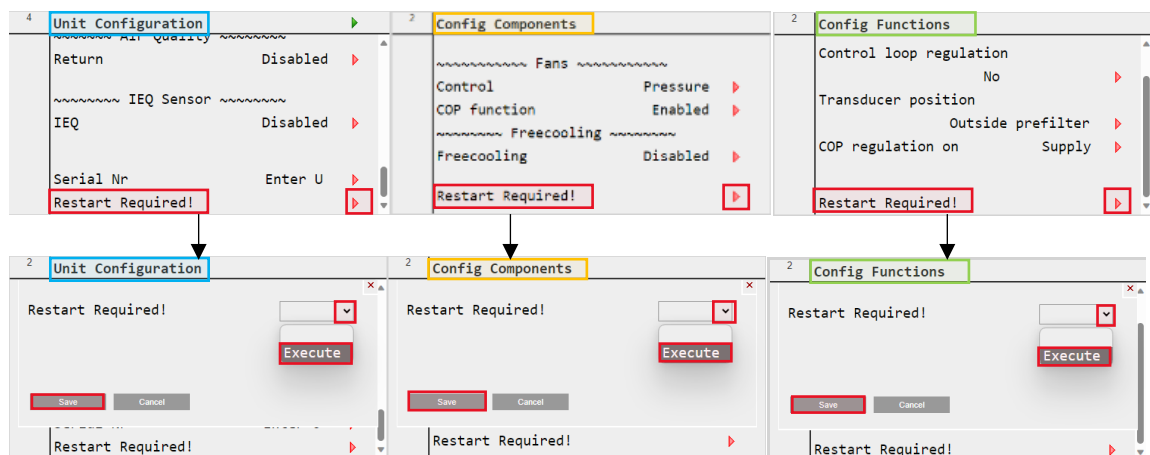 4 Unit Configuration
~~~~~~~ Air Quality ~~~~~~~~
Return Disabled
~~~~~~~~ IEQ Sensor ~~~~~~~~
IEQ Disabled
Serial Nr Enter U
Restart Required!
2 Config Components
~~~~~~~~~~~ Fans ~~~~~~~~~~~
Control Pressure
COP function Enabled
~~~~~~~~ Freecooling ~~~~~~~~
Freecooling Disabled
Restart Required!
2 Config Functions
Control loop regulation
No
Transducer position
Outside prefilter
COP regulation on Supply
Restart Required!
2 Unit Configuration
Restart Required!
Execute
Save Cancel
Restart Required!
2 Config Components
Restart Required!
Execute
Save Cancel
Restart Required!
2 Config Functions
Restart Required!
Execute
Save Cancel
Restart Required!